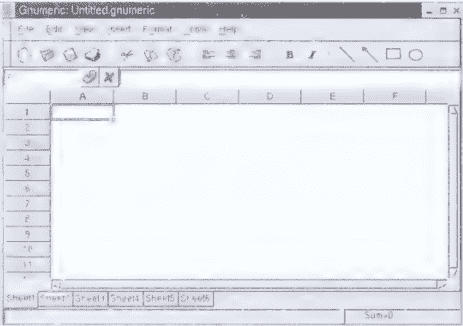 Gnumeric: Untitled.gnumeric
File Edit View Insert Format Tools Help
B I
A B C D E F
1
2
3
4
5
6
7
8
9
10
11
Sheet1 Sheet2 Sheet3 Sheet4 Sheet5 Sheet6
Sum=0